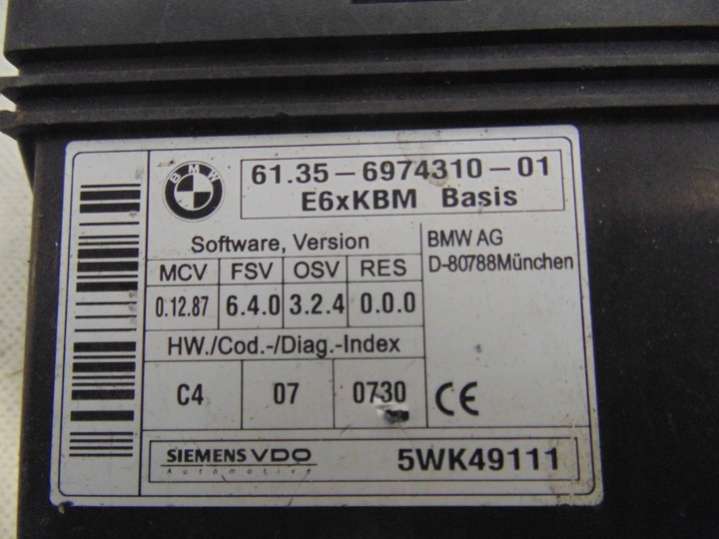 BMW
61.35-6974310-01
E6xKBM Basis
Software, Version
BMW AG
D-80788München
MCV FSV OSV RES
0.12.87 6.4.0 3.2.4 0.0.0
HW./Cod.-/Diag.-Index
C4 07 0730
CE
SIEMENS VDO
Automotive
5WK49111